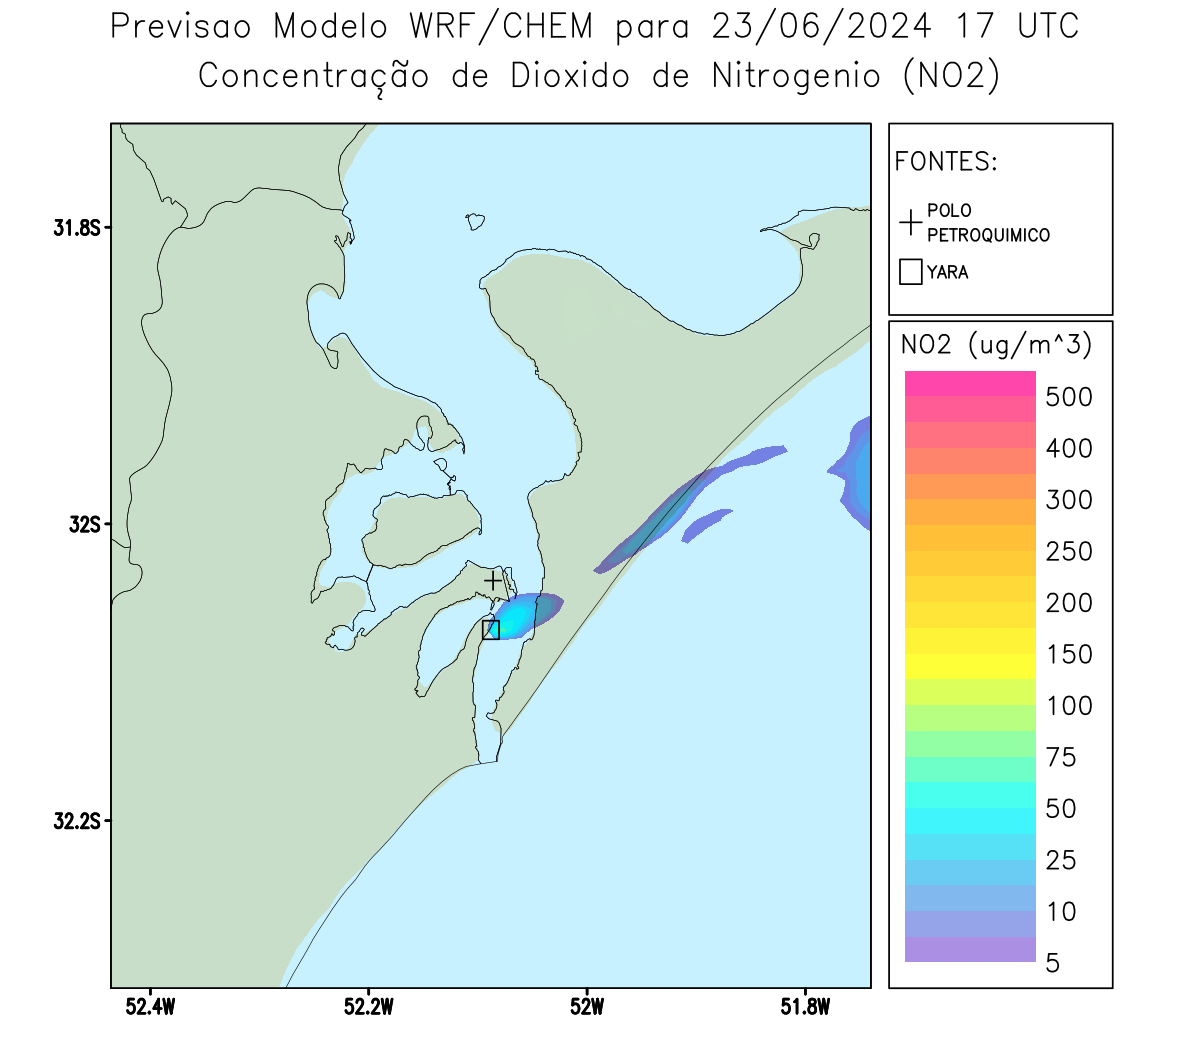 Previsao Modelo WRF/CHEM para 23/06/2024 17 UTC
Concentração de Dioxido de Nitrogenio (NO2)
FONTES:
POLO
PETROQUIMICO
YARA
31.8S
32S
32.2S
52.4W
52.2W
52W
51.8W
NO2 (ug/m^3)
500
400
300
250
200
150
100
75
50
25
10
5